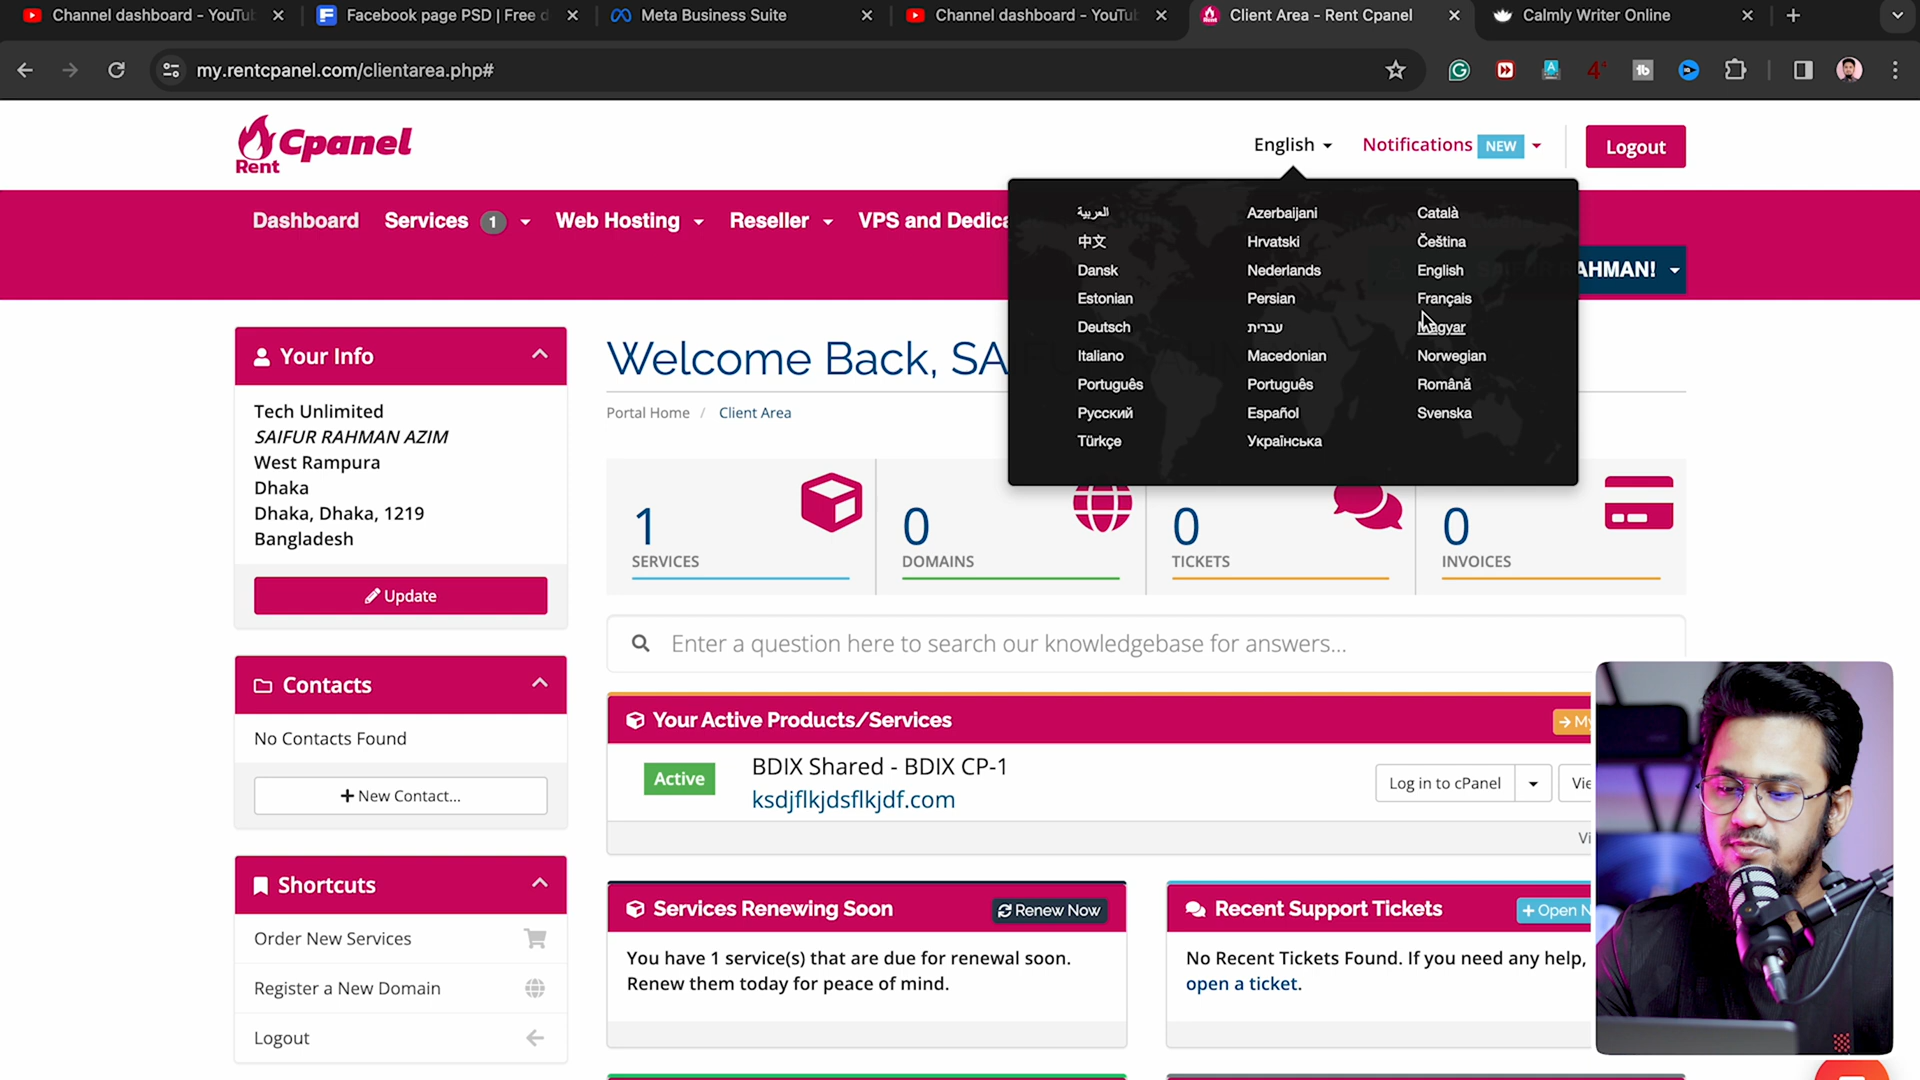 Channel dashboard - YouTu
Facebook page PSD | Free d
Meta Business Suite
Channel dashboard - YouTu
Client Area - Rent Cpanel
Calmly Writer Online
my.rentcpanel.com/clientarea.php#
Cpanel
Rent
English
Notifications NEW
Logout
Dashboard
Services 1
Web Hosting
Reseller
VPS and Dedica
AHMAN!
العربية
Azerbaijani
Català
中文
Hrvatski
Čeština
Dansk
Nederlands
English
Estonian
Persian
Français
Deutsch
עברית
Magyar
Italiano
Macedonian
Norwegian
Português
Português
Română
Русский
Español
Svenska
Türkçe
Українська
Your Info
Tech Unlimited
SAIFUR RAHMAN AZIM
West Rampura
Dhaka
Dhaka, Dhaka, 1219
Bangladesh
Update
Contacts
No Contacts Found
New Contact...
Shortcuts
Order New Services
Register a New Domain
Logout
Welcome Back, SA
Portal Home / Client Area
1
SERVICES
0
DOMAINS
0
TICKETS
0
INVOICES
Enter a question here to search our knowledgebase for answers...
Your Active Products/Services
My
Active
BDIX Shared - BDIX CP-1
ksdjflkjdsflkjdf.com
Log in to cPanel
Vie
Vi
Services Renewing Soon
Renew Now
You have 1 service(s) that are due for renewal soon.
Renew them today for peace of mind.
Recent Support Tickets
Open N
No Recent Tickets Found. If you need any help,
open a ticket.